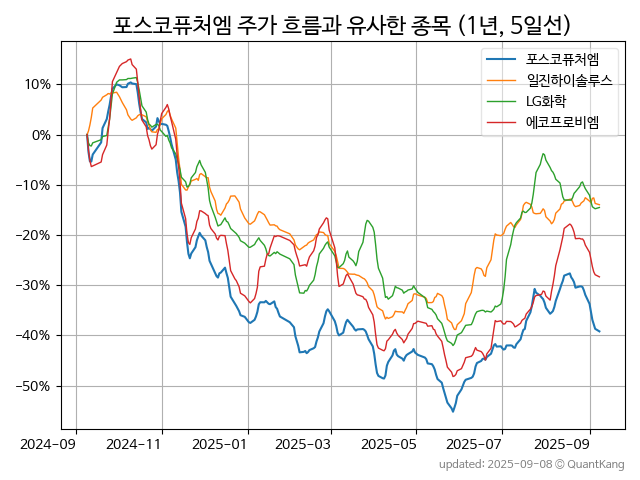 포스코퓨처엠 주가 흐름과 유사한 종목 (1년, 5일선)
포스코퓨처엠
일진하이솔루스
LG화학
에코프로비엠
10%
0%
−10%
−20%
−30%
−40%
−50%
2024-09 2024-11 2025-01 2025-03 2025-05 2025-07 2025-09
updated: 2025-09-08 © QuantKang